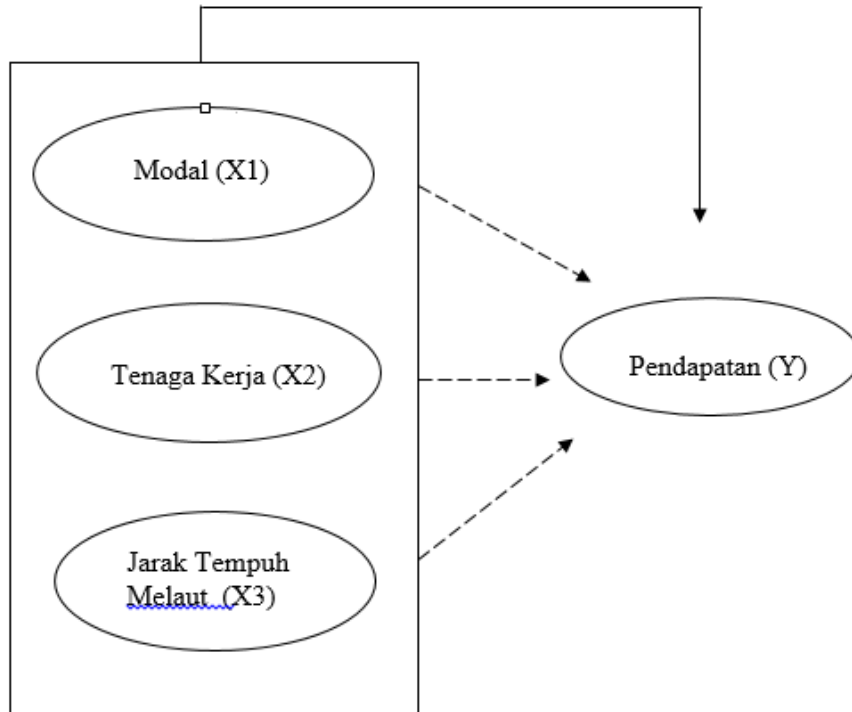 Modal (X1)
Tenaga Kerja (X2)
Pendapatan (Y)
Jarak Tempuh
Melaut (X3)